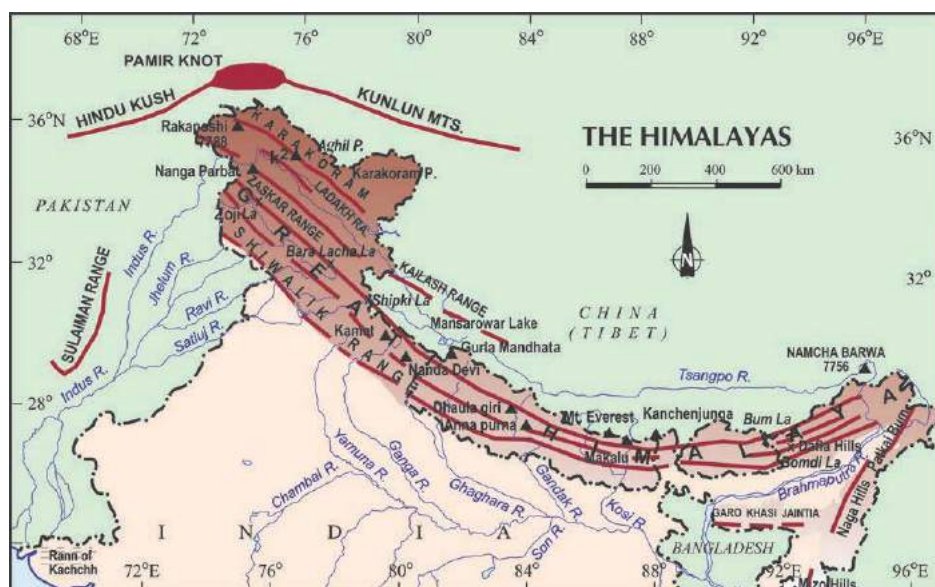 68°E 72° 76° 80° 84° 88° 92° 96°E
PAMIR KNOT
HINDU KUSH
KUNLUN MTS.
36°N
36°N
THE HIMALAYAS
0 200 400 600 km
N
Rakaposhi
7788
KARAKORAM
K2
Aghil P.
Karakoram P.
Nanga Parbat
LADAKH RA.
ZASKAR RANGE
Zoji La
PAKISTAN
Indus R.
Jhelum R.
Ravi R.
Satluj R.
SULAIMAN RANGE
Indus R.
32°
32°
Bara Lacha La
Shipki La
KAILASH RANGE
Mansarowar Lake
Gurla Mandhata
CHINA
(TIBET)
GREAT HIMALAYA
SHIWALIK RANGE
Kamet
Nanda Devi
NAMCHA BARWA
7756
Tsangpo R.
28°
28°
Dhaula giri
Anna purna
Mt. Everest
Makalu
Kanchenjunga
Bum La
Dafla Hills
Bomdi La
Patkai Bum
Brahmaputra R.
Naga Hills
GARO KHASI JAINTIA
BANGLADESH
Mizo Hills
Yamuna R.
Ganga R.
Chambal R.
Ghaghara R.
Gandak R.
Kosi R.
Son R.
INDIA
Rann of
Kachchh
72°E 76° 80° 84° 88° 92°E 96°E